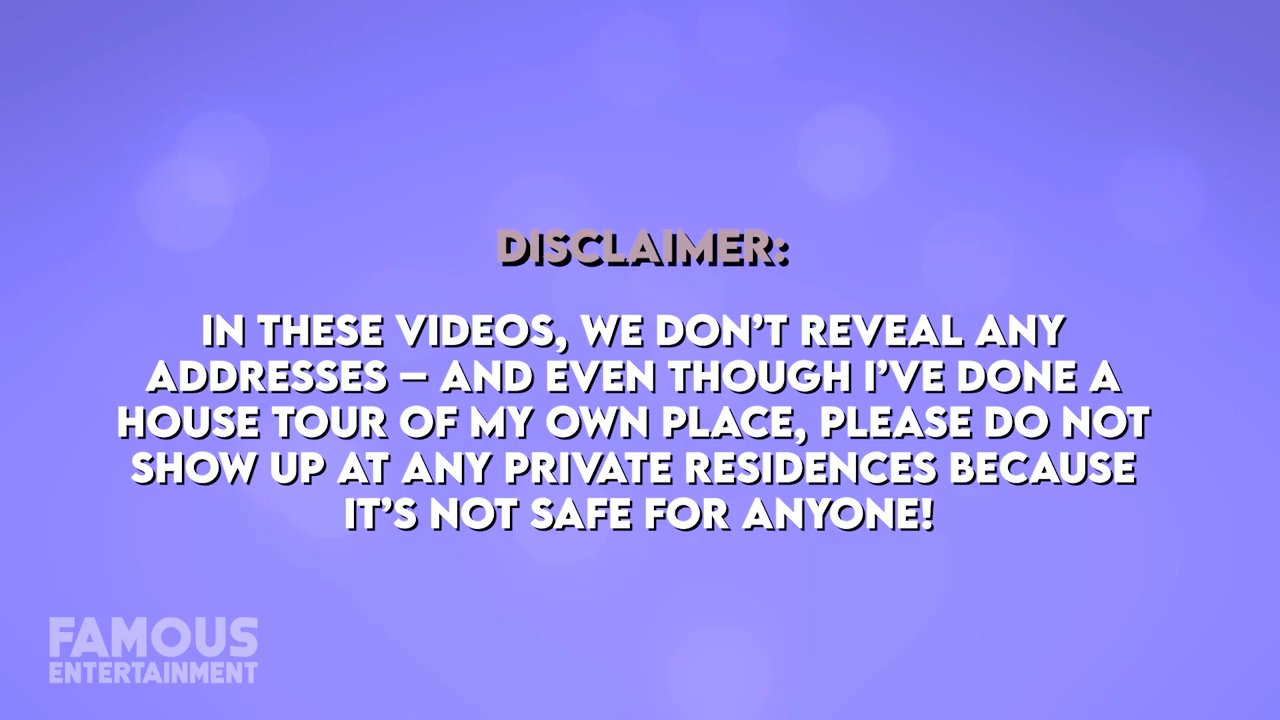 DISCLAIMER:
IN THESE VIDEOS, WE DON'T REVEAL ANY
ADDRESSES – AND EVEN THOUGH I'VE DONE A
HOUSE TOUR OF MY OWN PLACE, PLEASE DO NOT
SHOW UP AT ANY PRIVATE RESIDENCES BECAUSE
IT'S NOT SAFE FOR ANYONE!
FAMOUS
ENTERTAINMENT